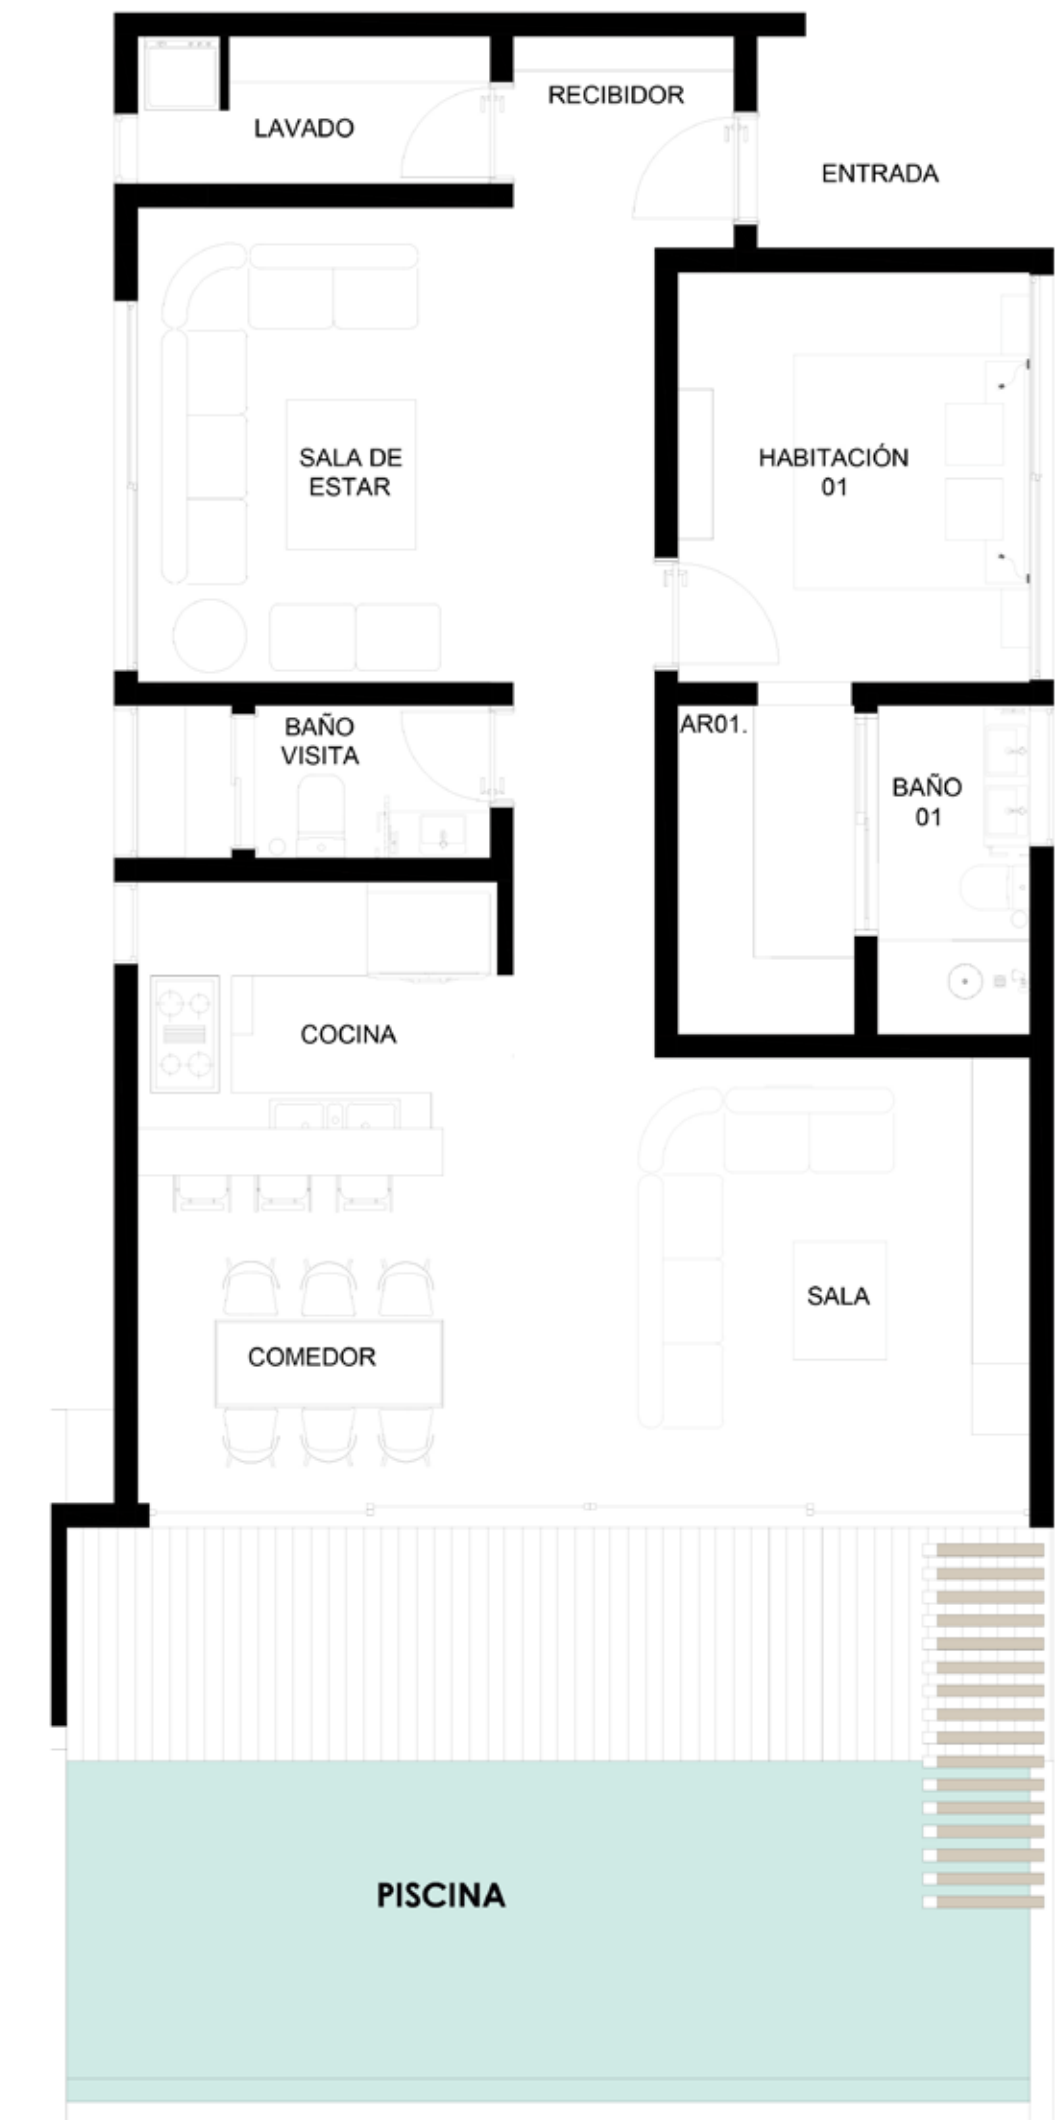 RECIBIDOR
LAVADO
ENTRADA
SALA DE
ESTAR
HABITACIÓN
01
BAÑO
VISITA
AR01.
BAÑO
01
COCINA
SALA
COMEDOR
PISCINA